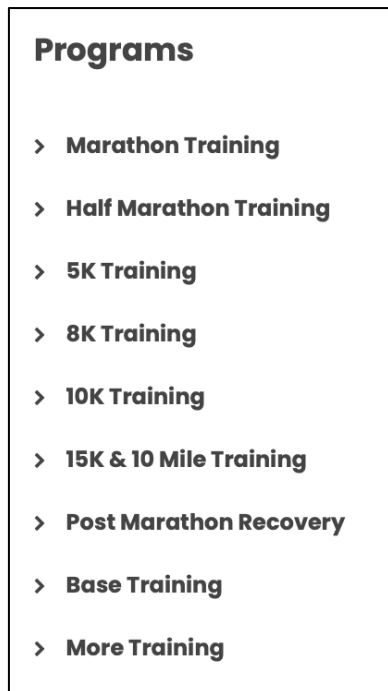 Programs
Marathon Training
Half Marathon Training
5K Training
8K Training
10K Training
15K & 10 Mile Training
Post Marathon Recovery
Base Training
More Training